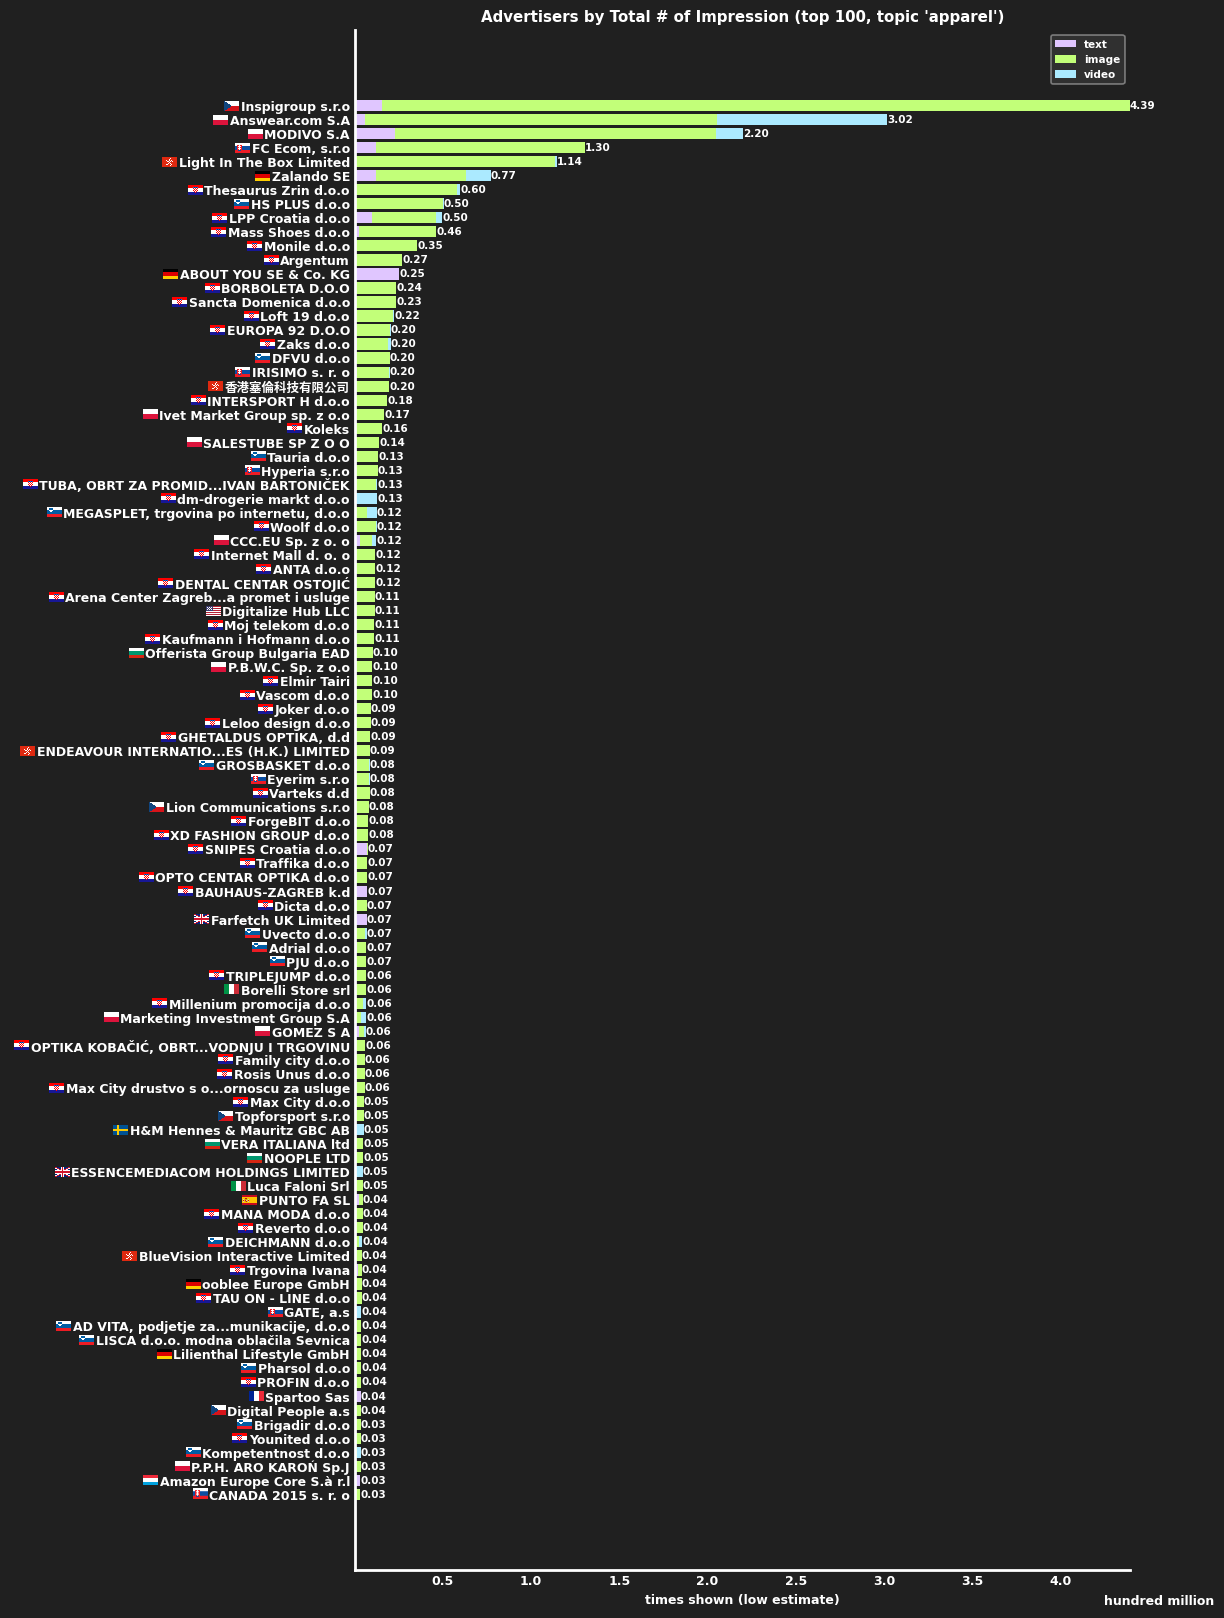 Advertisers by Total # of Impression (top 100, topic 'apparel')
text
image
video
Inspigroup s.r.o 4.39
Answear.com S.A 3.02
MODIVO S.A 2.20
FC Ecom, s.r.o 1.30
Light In The Box Limited 1.14
Zalando SE 0.77
Thesaurus Zrin d.o.o 0.60
HS PLUS d.o.o 0.50
LPP Croatia d.o.o 0.50
Mass Shoes d.o.o 0.46
Monile d.o.o 0.35
Argentum 0.27
ABOUT YOU SE & Co. KG 0.25
BORBOLETA D.O.O 0.24
Sancta Domenica d.o.o 0.23
Loft 19 d.o.o 0.22
EUROPA 92 D.O.O 0.20
Zaks d.o.o 0.20
DFVU d.o.o 0.20
IRISIMO s. r. o 0.20
香港塞倫科技有限公司 0.20
INTERSPORT H d.o.o 0.18
Ivet Market Group sp. z o.o 0.17
Koleks 0.16
SALESTUBE SP Z O O 0.14
Tauria d.o.o 0.13
Hyperia s.r.o 0.13
TUBA, OBRT ZA PROMID...IVAN BARTONIČEK 0.13
dm-drogerie markt d.o.o 0.13
MEGASPLET, trgovina po internetu, d.o.o 0.12
Woolf d.o.o 0.12
CCC.EU Sp. z o. o 0.12
Internet Mall d. o. o 0.12
ANTA d.o.o 0.12
DENTAL CENTAR OSTOJIĆ 0.12
Arena Center Zagreb...a promet i usluge 0.11
Digitalize Hub LLC 0.11
Moj telekom d.o.o 0.11
Kaufmann i Hofmann d.o.o 0.11
Offerista Group Bulgaria EAD 0.10
P.B.W.C. Sp. z o.o 0.10
Elmir Tairi 0.10
Vascom d.o.o 0.10
Joker d.o.o 0.09
Leloo design d.o.o 0.09
GHETALDUS OPTIKA, d.d 0.09
ENDEAVOUR INTERNATIO...ES (H.K.) LIMITED 0.09
GROSBASKET d.o.o 0.08
Eyerim s.r.o 0.08
Varteks d.d 0.08
Lion Communications s.r.o 0.08
ForgeBIT d.o.o 0.08
XD FASHION GROUP d.o.o 0.08
SNIPES Croatia d.o.o 0.07
Traffika d.o.o 0.07
OPTO CENTAR OPTIKA d.o.o 0.07
BAUHAUS-ZAGREB k.d 0.07
Dicta d.o.o 0.07
Farfetch UK Limited 0.07
Uvecto d.o.o 0.07
Adrial d.o.o 0.07
PJU d.o.o 0.07
TRIPLEJUMP d.o.o 0.06
Borelli Store srl 0.06
Millenium promocija d.o.o 0.06
Marketing Investment Group S.A 0.06
GOMEZ S A 0.06
OPTIKA KOBAČIĆ, OBRT...VODNJU I TRGOVINU 0.06
Family city d.o.o 0.06
Rosis Unus d.o.o 0.06
Max City drustvo s o...ornoscu za usluge 0.06
Max City d.o.o 0.05
Topforsport s.r.o 0.05
H&M Hennes & Mauritz GBC AB 0.05
VERA ITALIANA ltd 0.05
NOOPLE LTD 0.05
ESSENCEMEDIACOM HOLDINGS LIMITED 0.05
Luca Faloni Srl 0.05
PUNTO FA SL 0.04
MANA MODA d.o.o 0.04
Reverto d.o.o 0.04
DEICHMANN d.o.o 0.04
BlueVision Interactive Limited 0.04
Trgovina Ivana 0.04
ooblee Europe GmbH 0.04
TAU ON - LINE d.o.o 0.04
GATE, a.s 0.04
AD VITA, podjetje za...munikacije, d.o.o 0.04
LISCA d.o.o. modna oblačila Sevnica 0.04
Lilienthal Lifestyle GmbH 0.04
Pharsol d.o.o 0.04
PROFIN d.o.o 0.04
Spartoo Sas 0.04
Digital People a.s 0.04
Brigadir d.o.o 0.03
Younited d.o.o 0.03
Kompetentnost d.o.o 0.03
P.P.H. ARO KAROŃ Sp.J 0.03
Amazon Europe Core S.à r.l 0.03
CANADA 2015 s. r. o 0.03
0.5 1.0 1.5 2.0 2.5 3.0 3.5 4.0
times shown (low estimate)
hundred million